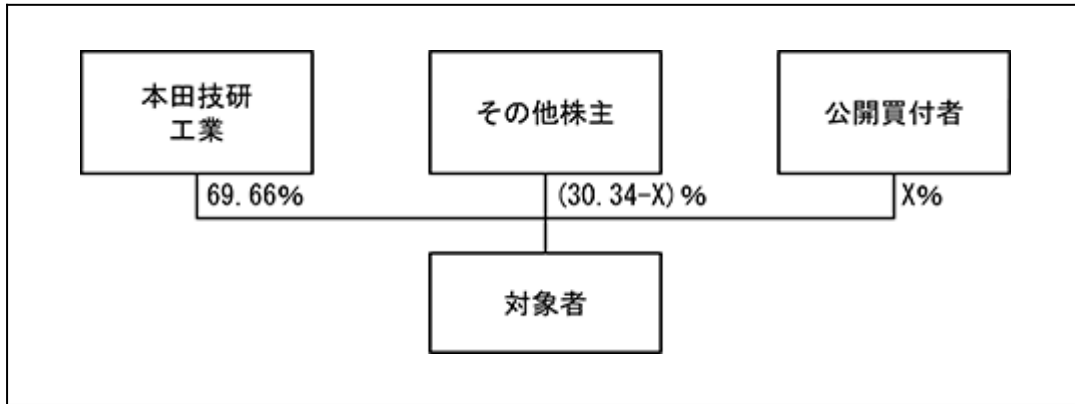 本田技研
工業
その他株主
公開買付者
69.66%
(30.34-X)%
X%
対象者